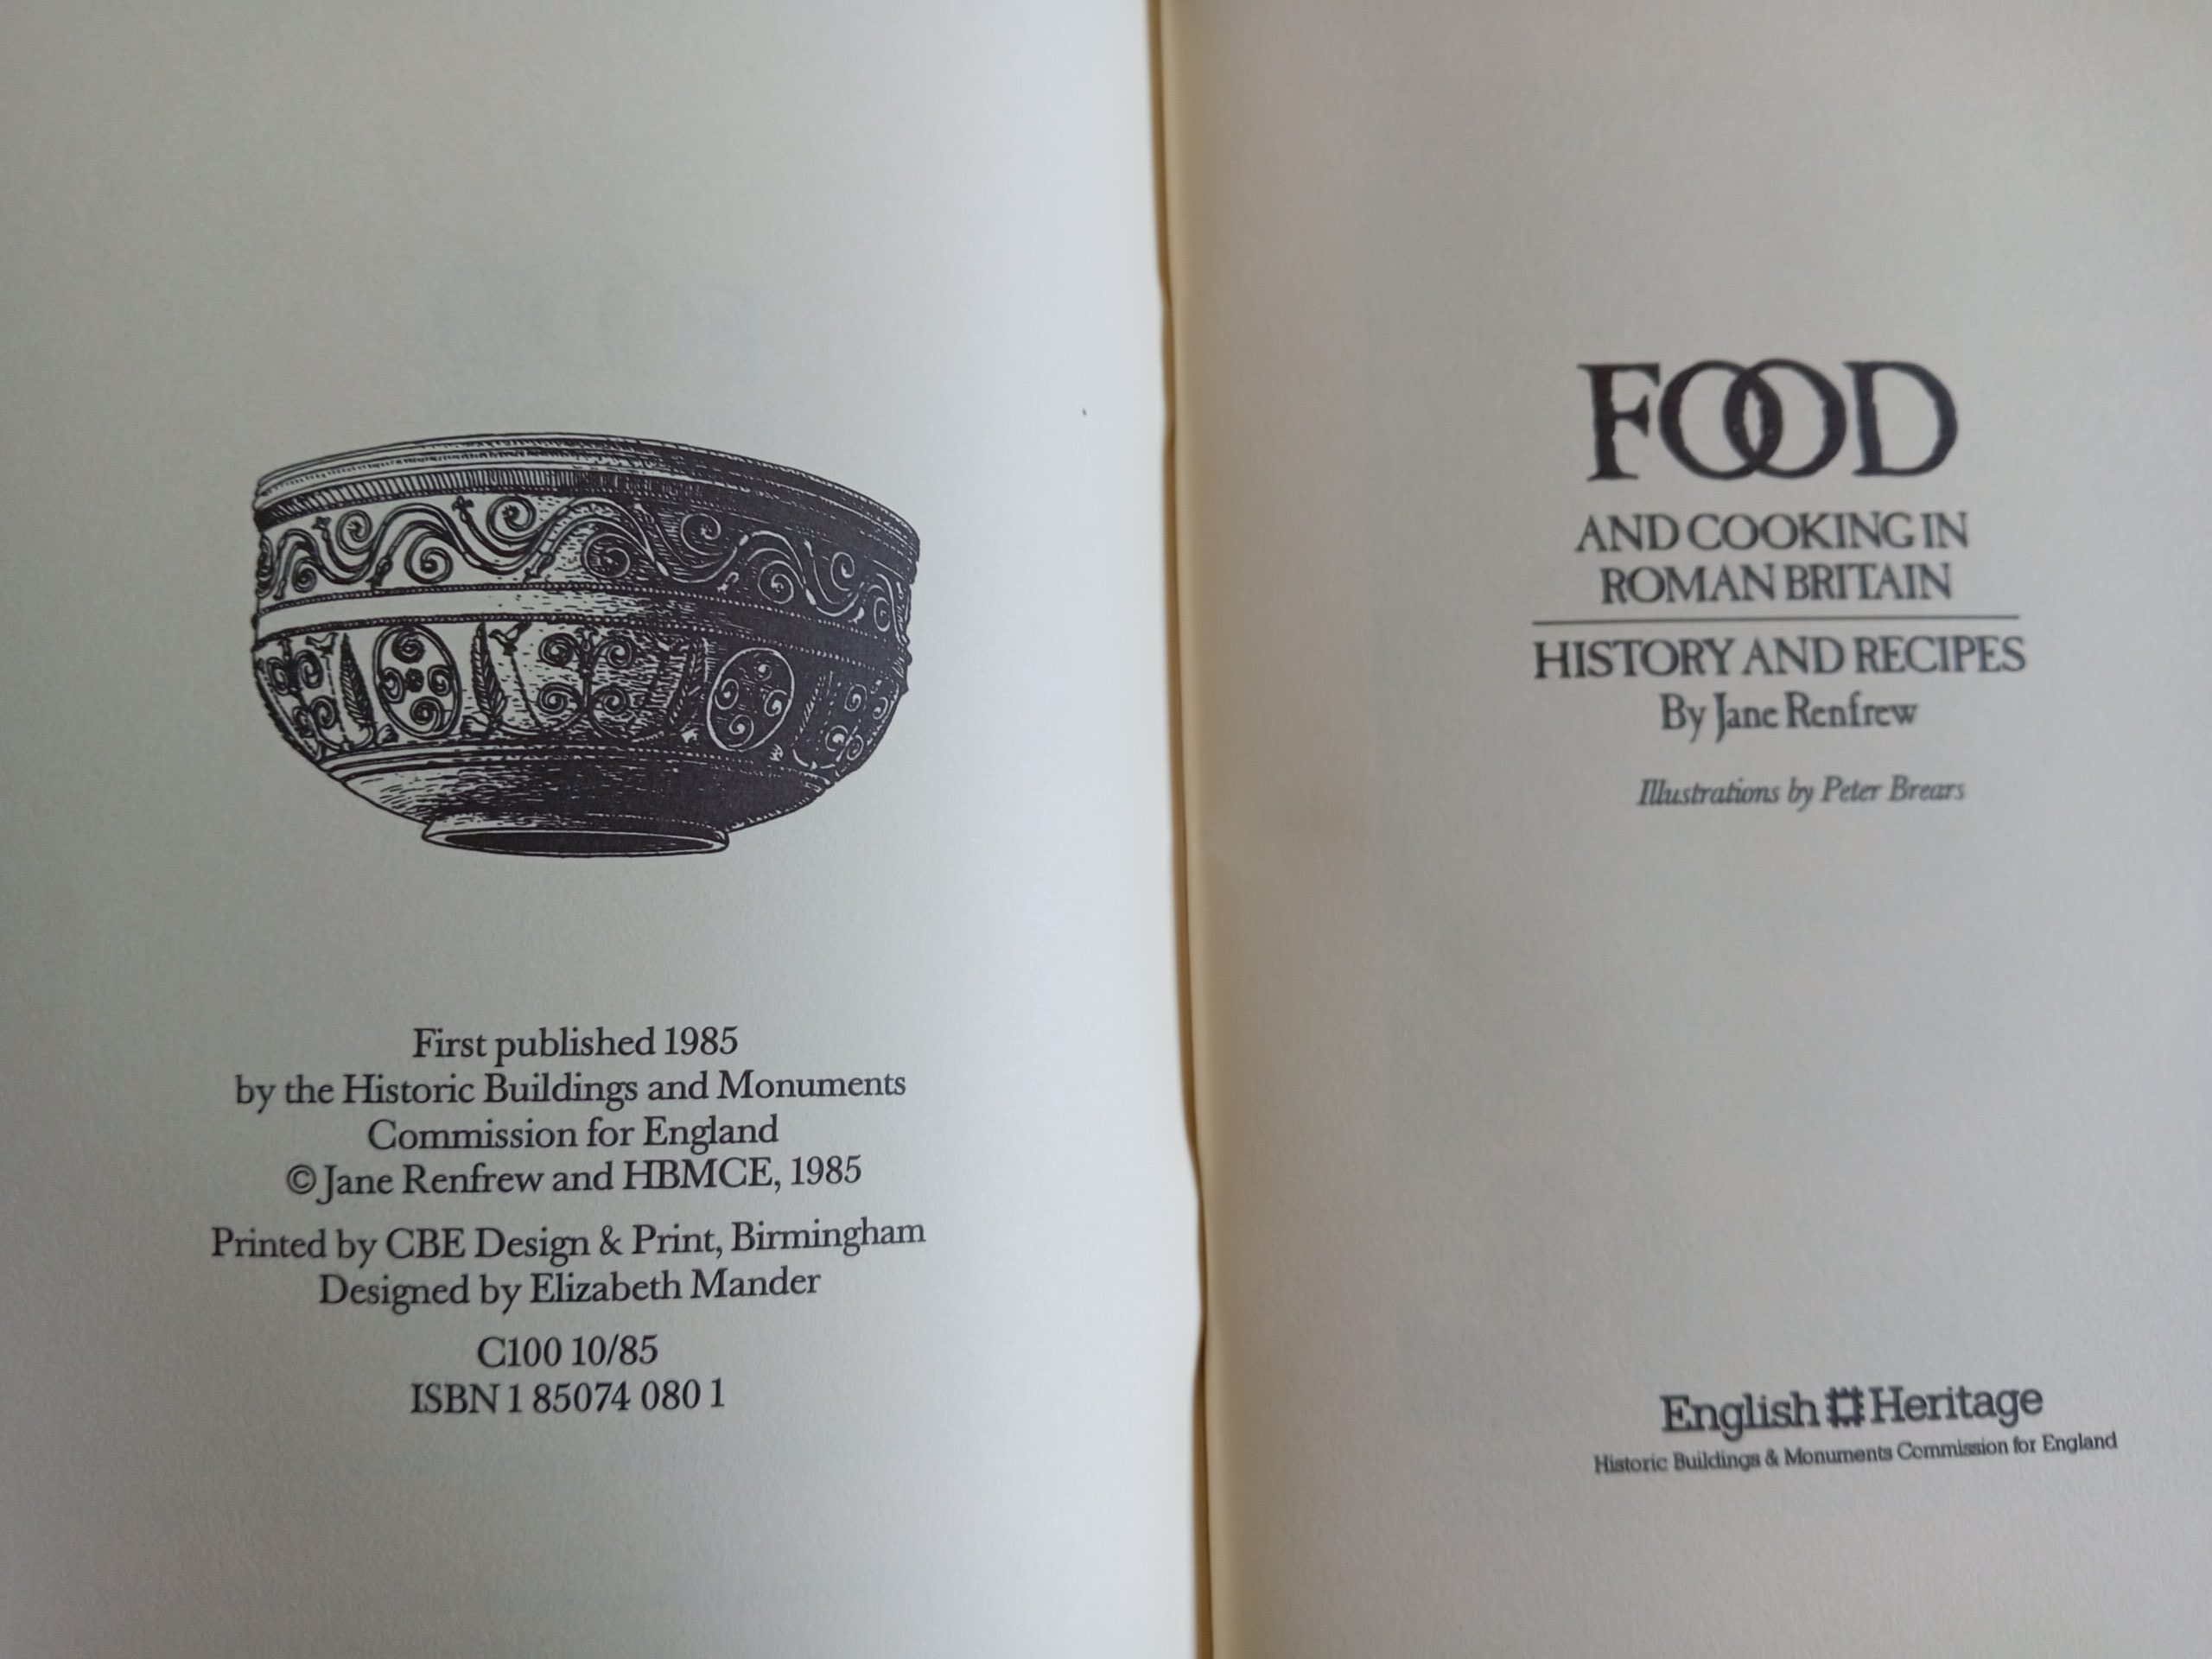 First published 1985
by the Historic Buildings and Monuments
Commission for England
© Jane Renfrew and HBMCE, 1985
Printed by CBE Design & Print, Birmingham
Designed by Elizabeth Mander
C100 10/85
ISBN 1 85074 080 1
FOOD
AND COOKING IN
ROMAN BRITAIN
HISTORY AND RECIPES
By Jane Renfrew
Illustrations by Peter Brears
English Heritage
Historic Buildings & Monuments Commission for England